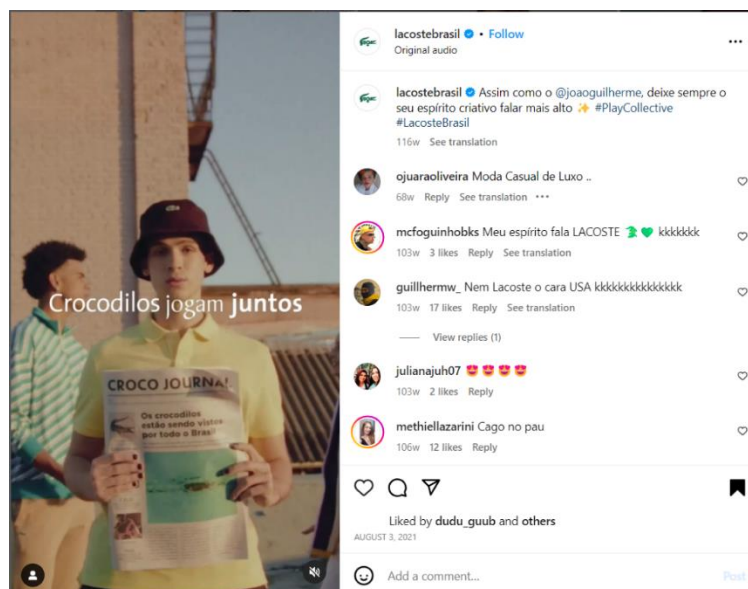 Crocodilos jogam juntos
CROCO JOURNAL
Os crocodilos
estão sendo vistos
por todo o Brasil
lacostebrasil • Follow
Original audio
lacostebrasil Assim como o @joaoguilherme, deixe sempre o
seu espírito criativo falar mais alto ✨ #PlayCollective
#LacosteBrasil
116w See translation
ojuaraoliveira Moda Casual de Luxo ..
68w Reply See translation •••
mcfoguinhobks Meu espírito fala LACOSTE 🐊 💚 kkkkkkk
103w 3 likes Reply See translation
guillhermw_ Nem Lacoste o cara USA kkkkkkkkkkkkkkk
103w 17 likes Reply See translation
View replies (1)
julianajuh07 😍 😍 😍 😍
103w 2 likes Reply
methiellazarini Cago no pau
106w 12 likes Reply
Liked by dudu_guub and others
AUGUST 3, 2021
Add a comment...
Post